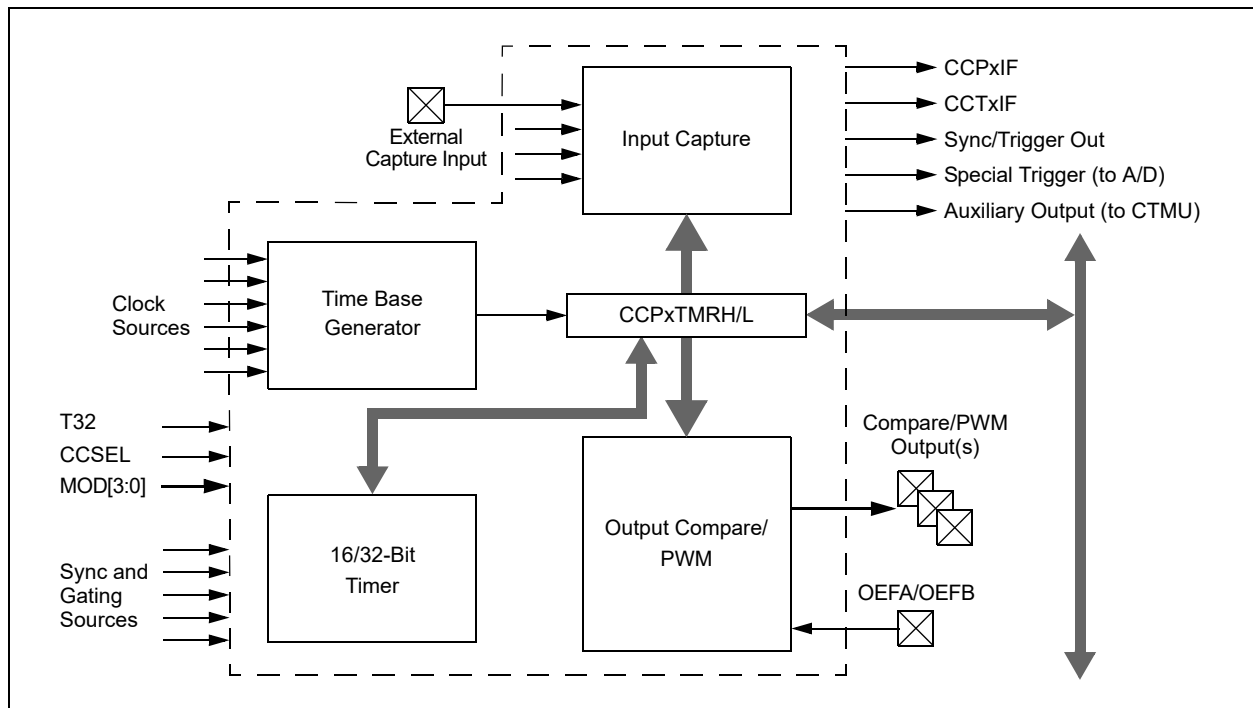 External
Capture Input
Input Capture
CCPxIF
CCTxIF
Sync/Trigger Out
Special Trigger (to A/D)
Auxiliary Output (to CTMU)
Clock
Sources
Time Base
Generator
CCPxTMRH/L
T32
CCSEL
MOD[3:0]
Sync and
Gating
Sources
16/32-Bit
Timer
Output Compare/
PWM
Compare/PWM
Output(s)
OEFA/OEFB